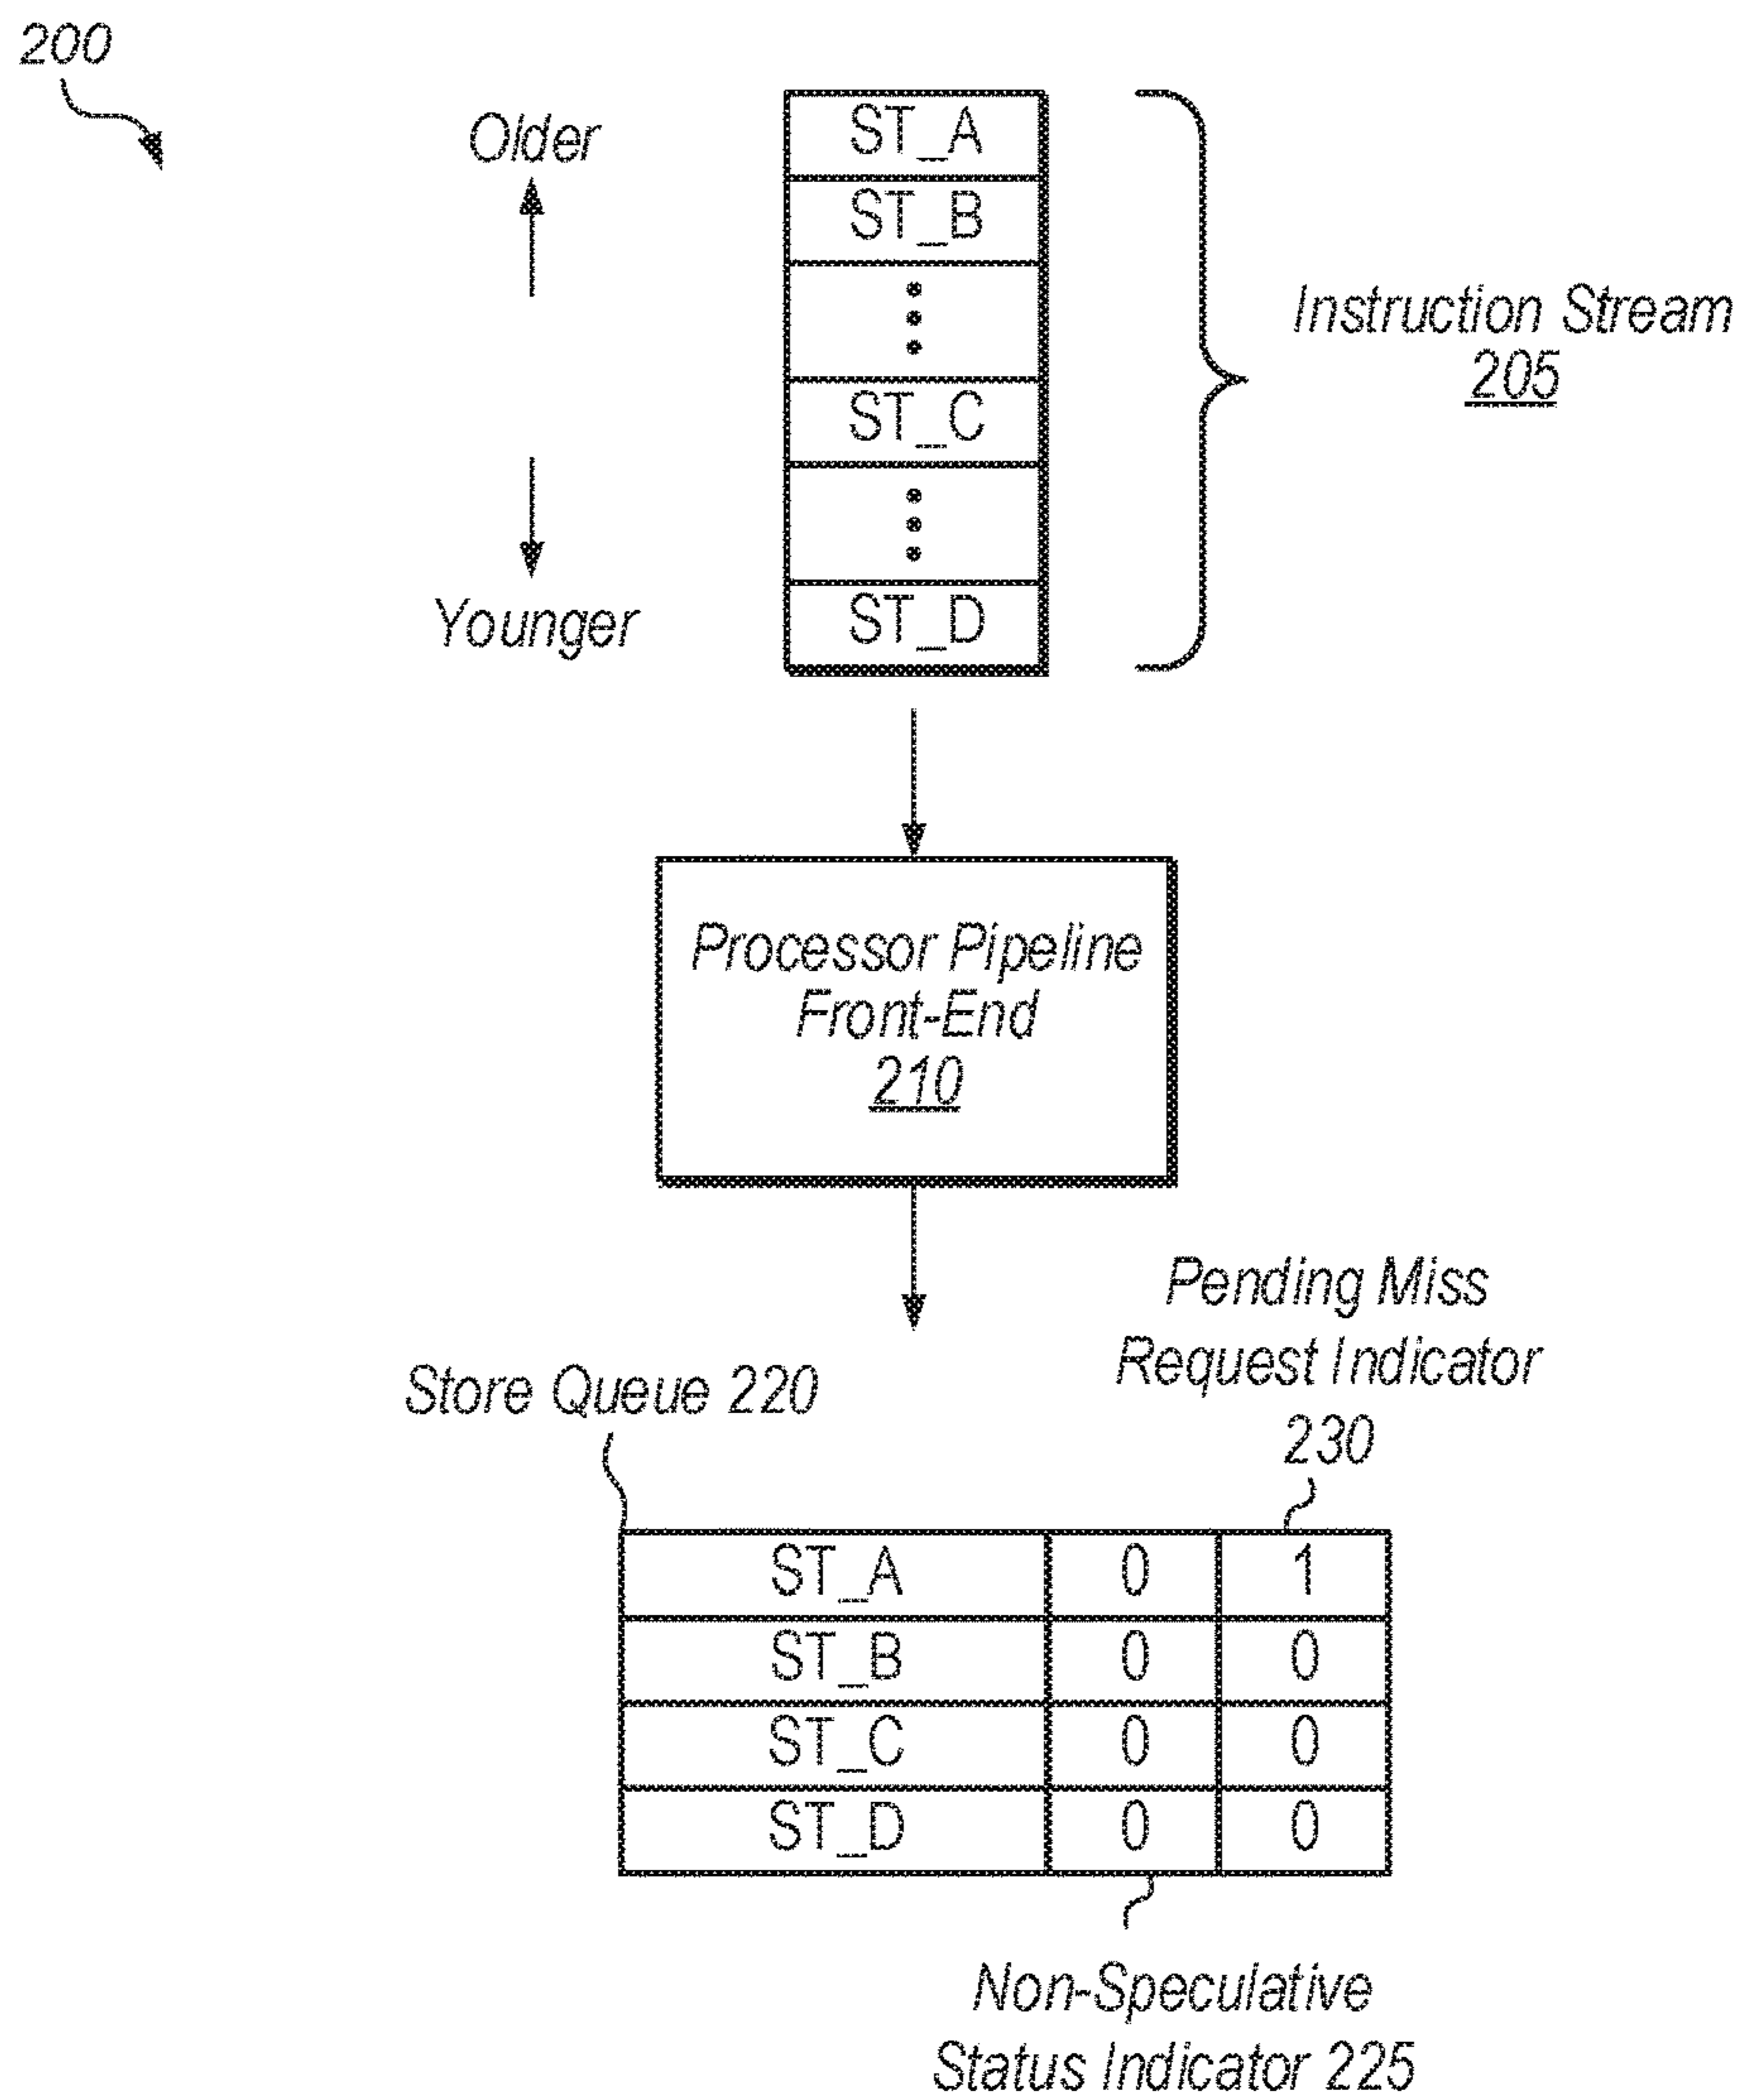 200
Older
Younger
ST_A
ST_B
ST_C
ST_D
Instruction Stream
205
Processor Pipeline
Front-End
210
Pending Miss
Request Indicator
230
Store Queue 220
ST_A 0 1
ST_B 0 0
ST_C 0 0
ST_D 0 0
Non-Speculative
Status Indicator 225